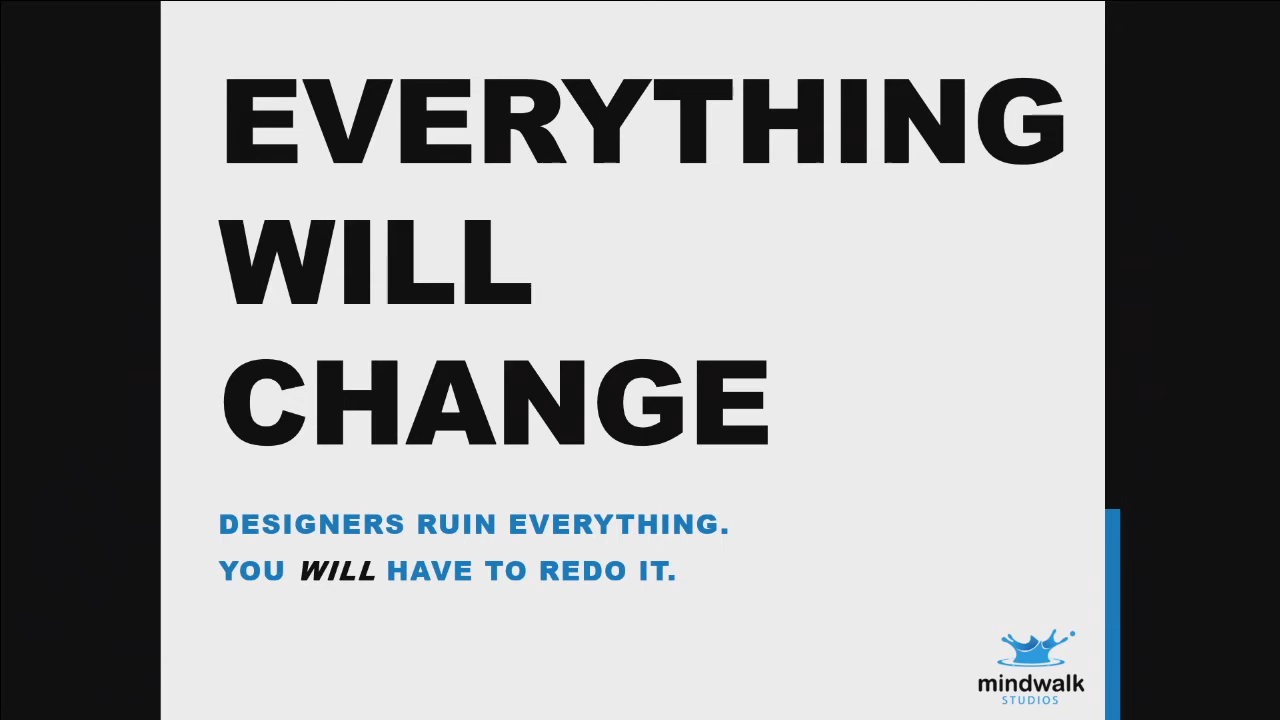 EVERYTHING
WILL
CHANGE
DESIGNERS RUIN EVERYTHING.
YOU WILL HAVE TO REDO IT.
mindwalk
STUDIOS